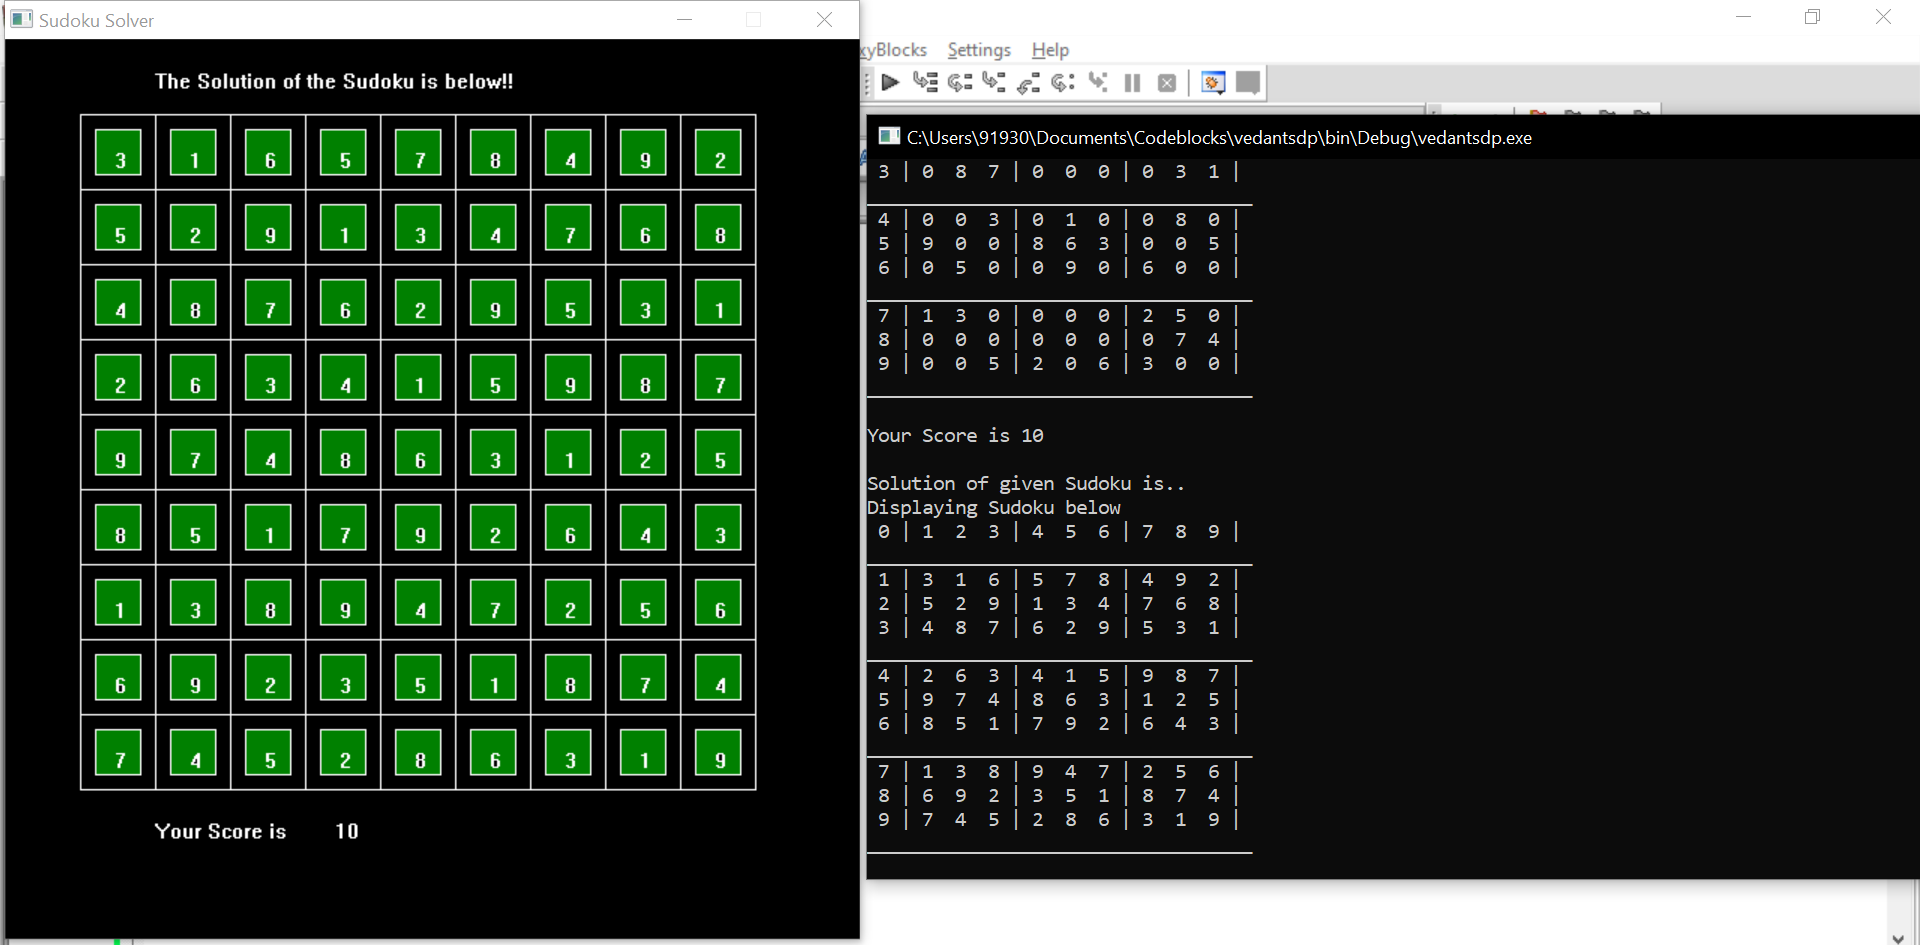 Sudoku Solver
The Solution of the Sudoku is below!!
3 1 6 5 7 8 4 9 2
5 2 9 1 3 4 7 6 8
4 8 7 6 2 9 5 3 1
2 6 3 4 1 5 9 8 7
9 7 4 8 6 3 1 2 5
8 5 1 7 9 2 6 4 3
1 3 8 9 4 7 2 5 6
6 9 2 3 5 1 8 7 4
7 4 5 2 8 6 3 1 9
Your Score is 10
xyBlocks Settings Help
C:\Users\91930\Documents\Codeblocks\vedantsdp\bin\Debug\vedantsdp.exe
3 | 0 8 7 | 0 0 0 | 0 3 1 |
4 | 0 0 3 | 0 1 0 | 0 8 0 |
5 | 9 0 0 | 8 6 3 | 0 0 5 |
6 | 0 5 0 | 0 9 0 | 6 0 0 |
7 | 1 3 0 | 0 0 0 | 2 5 0 |
8 | 0 0 0 | 0 0 0 | 0 7 4 |
9 | 0 0 5 | 2 0 6 | 3 0 0 |
Your Score is 10
Solution of given Sudoku is..
Displaying Sudoku below
0 | 1 2 3 | 4 5 6 | 7 8 9 |
1 | 3 1 6 | 5 7 8 | 4 9 2 |
2 | 5 2 9 | 1 3 4 | 7 6 8 |
3 | 4 8 7 | 6 2 9 | 5 3 1 |
4 | 2 6 3 | 4 1 5 | 9 8 7 |
5 | 9 7 4 | 8 6 3 | 1 2 5 |
6 | 8 5 1 | 7 9 2 | 6 4 3 |
7 | 1 3 8 | 9 4 7 | 2 5 6 |
8 | 6 9 2 | 3 5 1 | 8 7 4 |
9 | 7 4 5 | 2 8 6 | 3 1 9 |